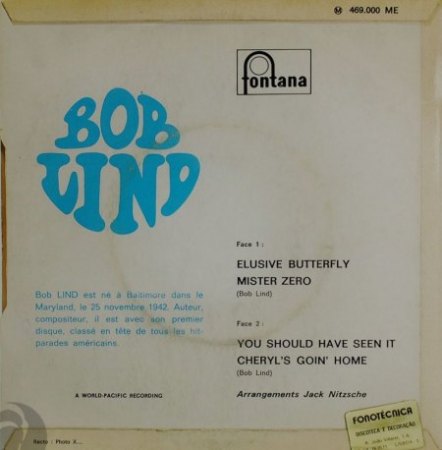 Ⓜ 469.000 ME
fontana
BOB
LIND
Face 1 :
ELUSIVE BUTTERFLY
MISTER ZERO
(Bob Lind)
Bob LIND est né à Baltimore dans le
Maryland, le 25 novembre 1942. Auteur,
compositeur, il est avec son premier
disque, classé en tête de tous les hit-
parades américains.
Face 2 :
YOU SHOULD HAVE SEEN IT
CHERYL'S GOIN' HOME
(Bob Lind)
A WORLD-PACIFIC RECORDING
Arrangements Jack Nitzsche
FONOTÉCNICA
DISCOTECA E DECORAÇÃO
Recto : Photo X...